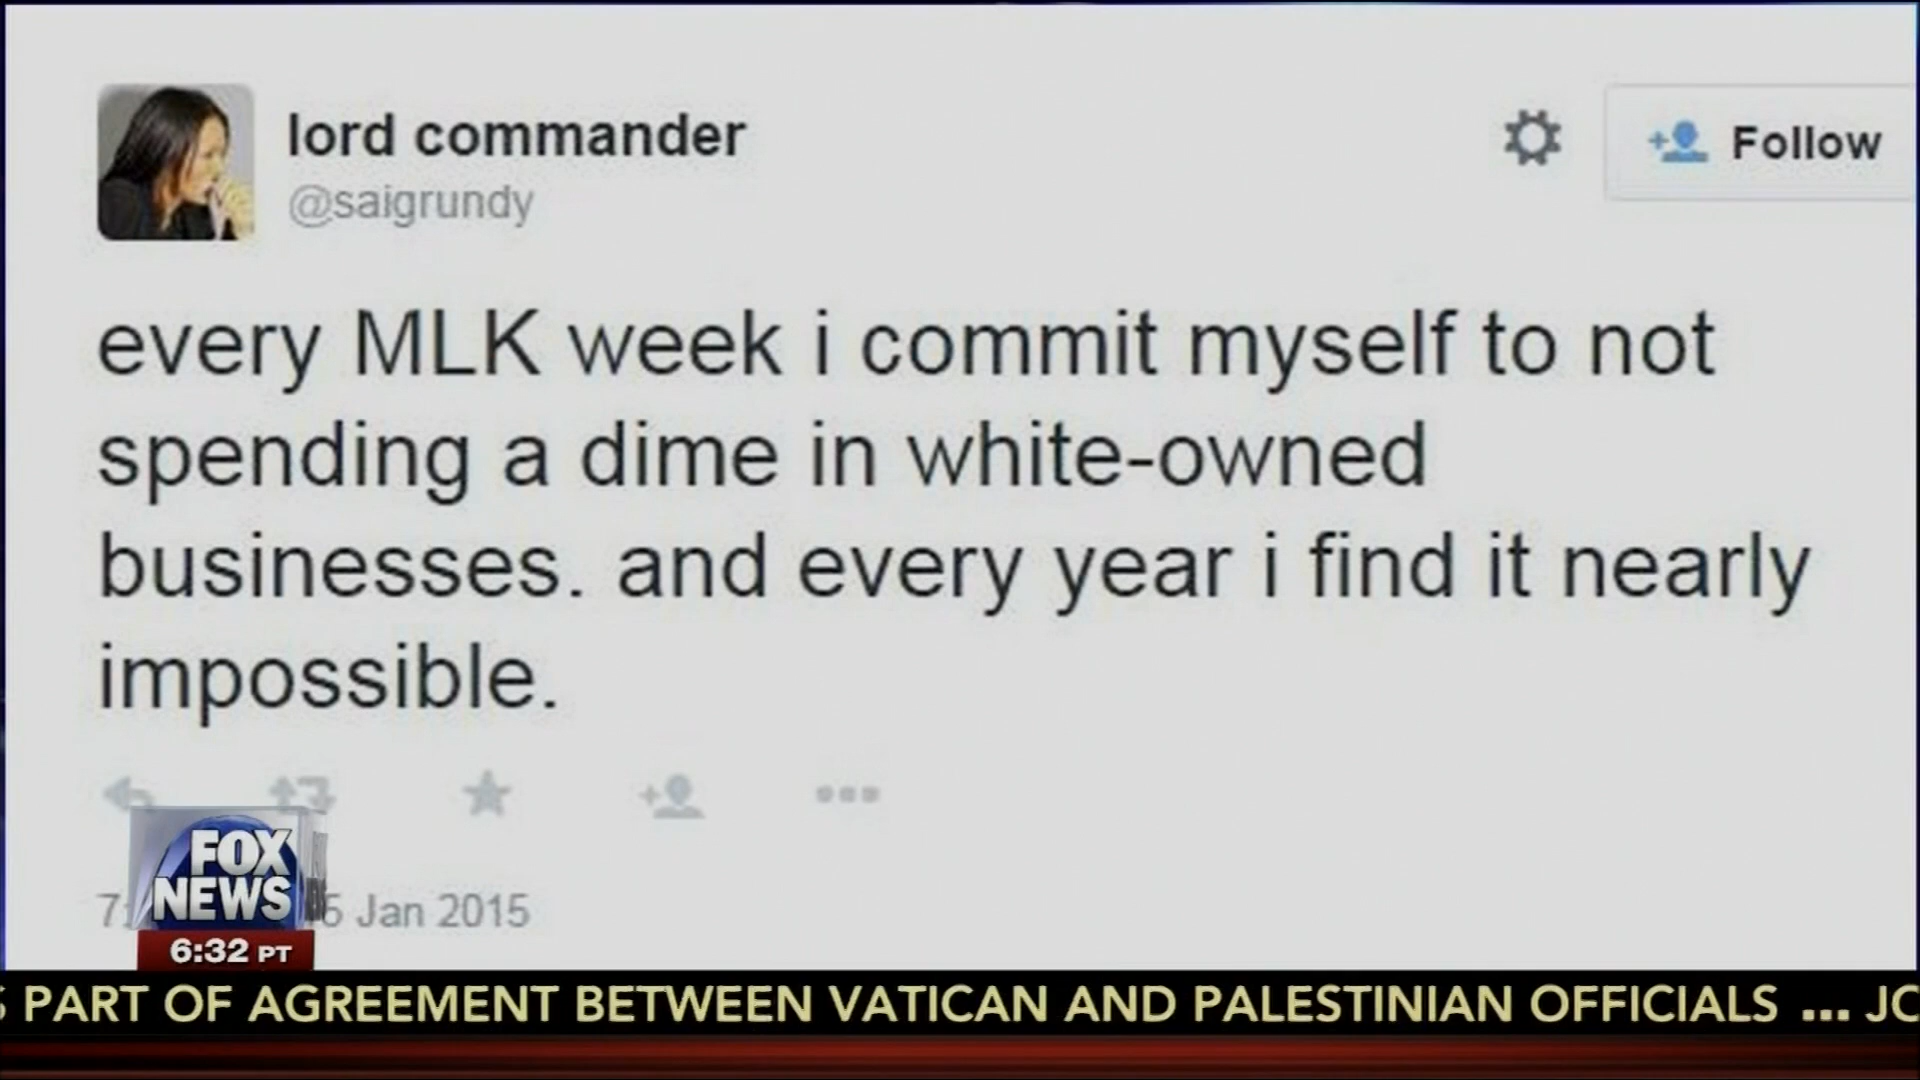 lord commander
@saigrundy
Follow
every MLK week i commit myself to not
spending a dime in white-owned
businesses. and every year i find it nearly
impossible.
Jan 2015
FOX
NEWS
6:32 PT
PART OF AGREEMENT BETWEEN VATICAN AND PALESTINIAN OFFICIALS ...